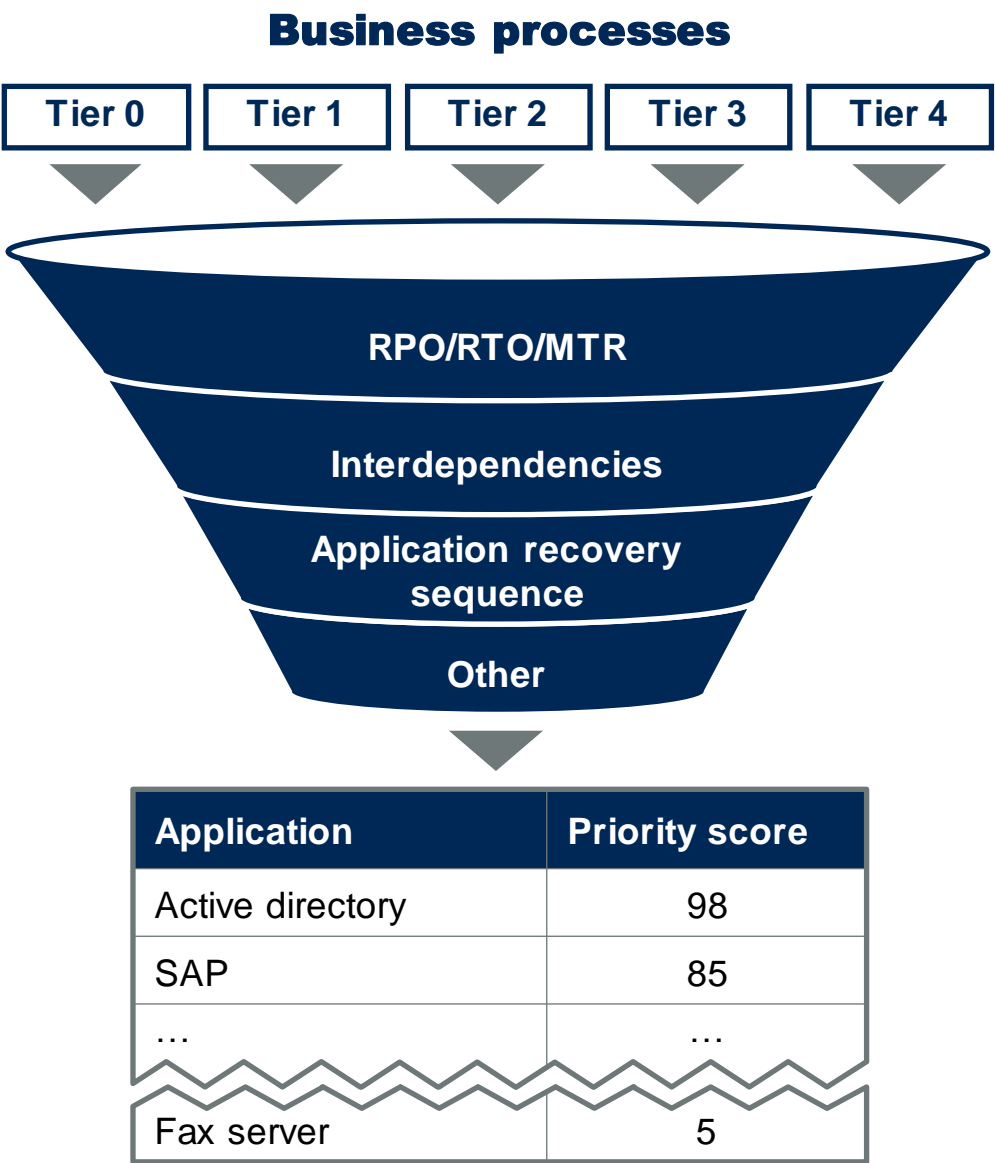 Business processes
Tier 0 Tier 1 Tier 2 Tier 3 Tier 4
RPO/RTO/MTR
Interdependencies
Application recovery
sequence
Other
Application Priority score
Active directory 98
SAP 85
… …
Fax server 5